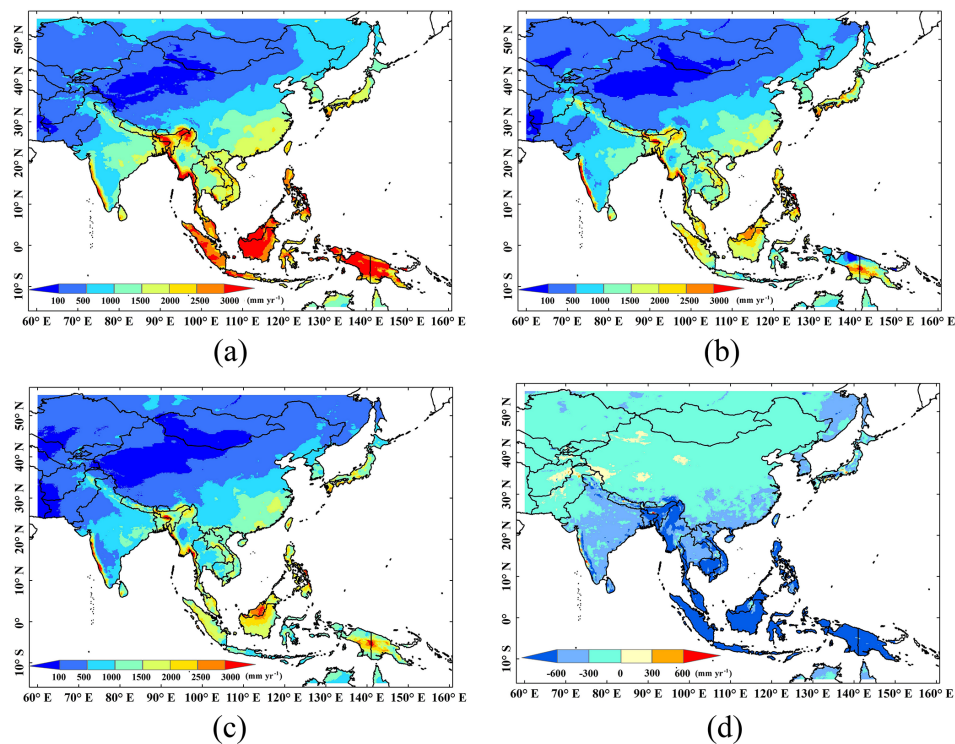 50° N
40° N
30° N
20° N
10° N
0°
10° S
100 500 1000 1500 2000 2500 3000 (mm yr⁻¹)
60° E 70° E 80° E 90° E 100° E 110° E 120° E 130° E 140° E 150° E 160° E
(a)
50° N
40° N
30° N
20° N
10° N
0°
10° S
100 500 1000 1500 2000 2500 3000 (mm yr⁻¹)
60° E 70° E 80° E 90° E 100° E 110° E 120° E 130° E 140° E 150° E 160° E
(b)
50° N
40° N
30° N
20° N
10° N
0°
10° S
100 500 1000 1500 2000 2500 3000 (mm yr⁻¹)
60° E 70° E 80° E 90° E 100° E 110° E 120° E 130° E 140° E 150° E 160° E
(c)
50° N
40° N
30° N
20° N
10° N
0°
10° S
-600 -300 0 300 600 (mm yr⁻¹)
60° E 70° E 80° E 90° E 100° E 110° E 120° E 130° E 140° E 150° E 160° E
(d)